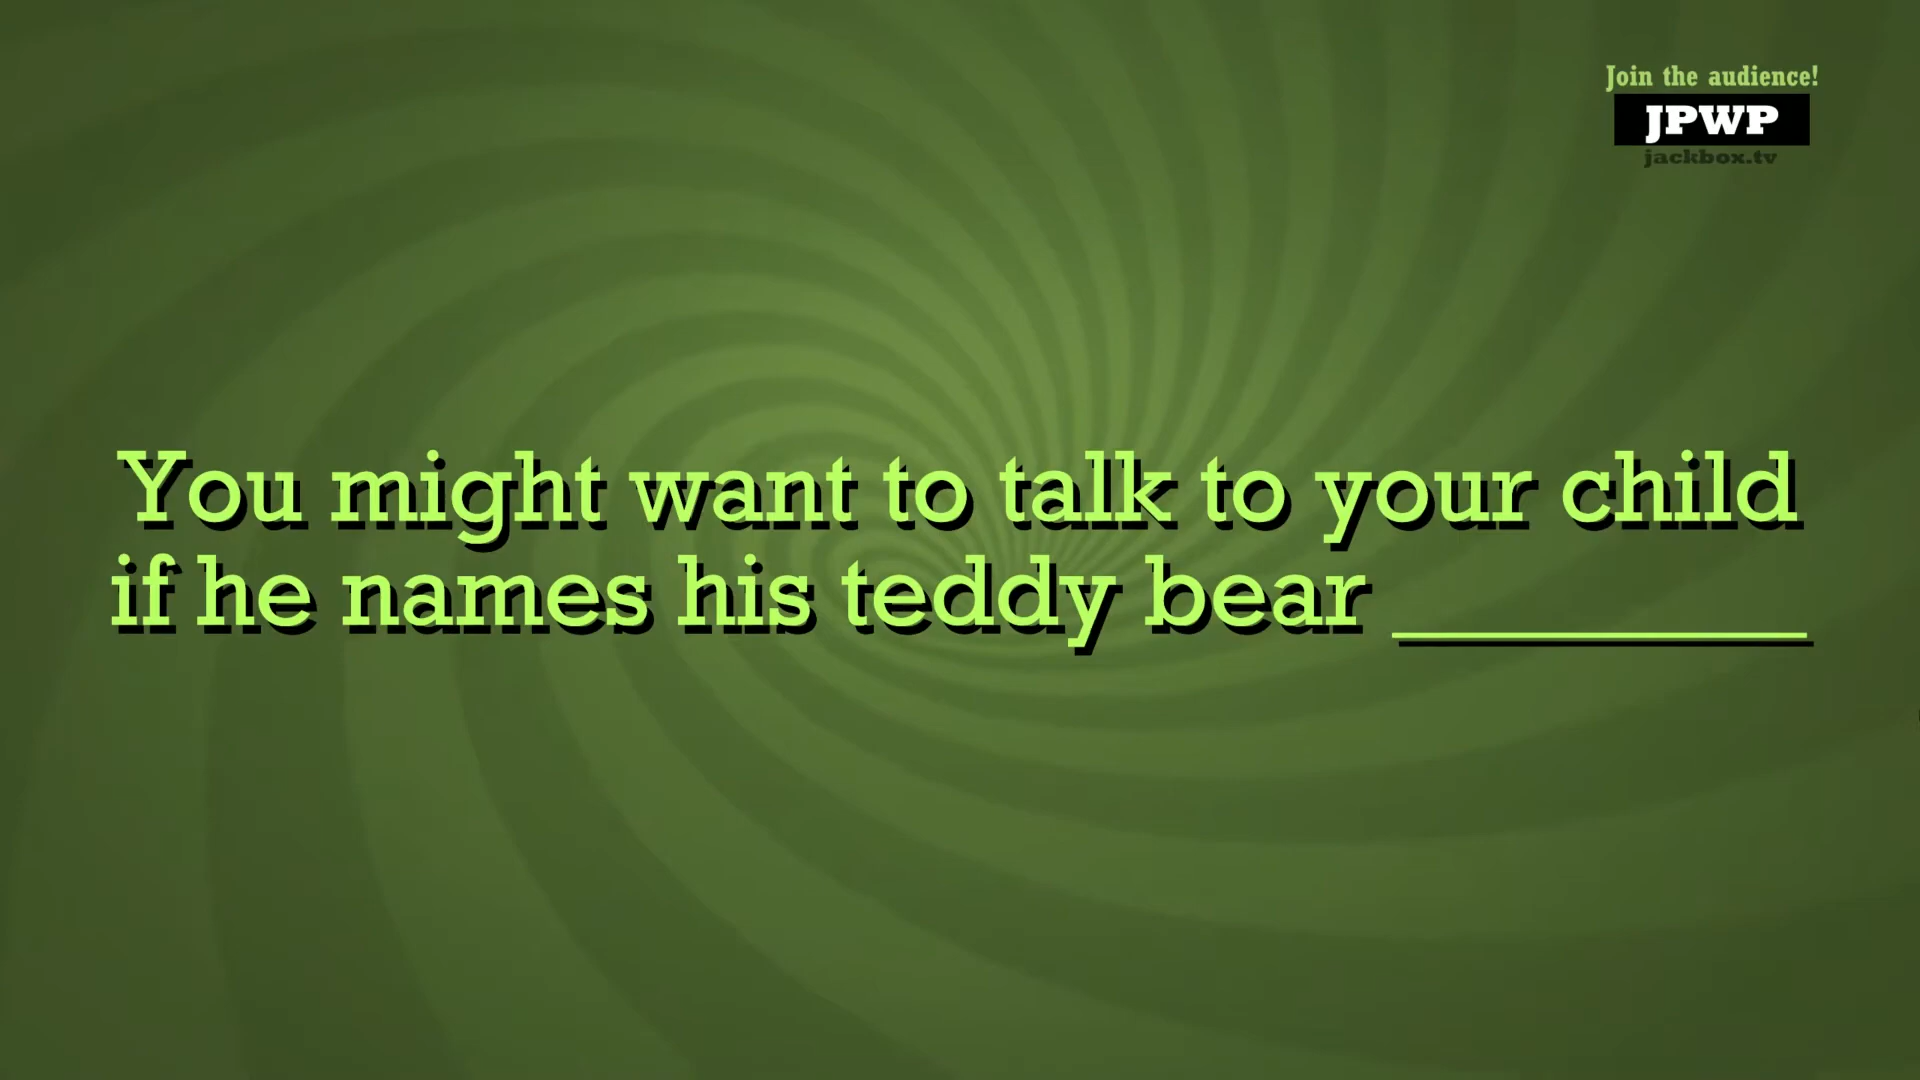 Join the audience!
JPWP
jackbox.tv
You might want to talk to your child
if he names his teddy bear __________